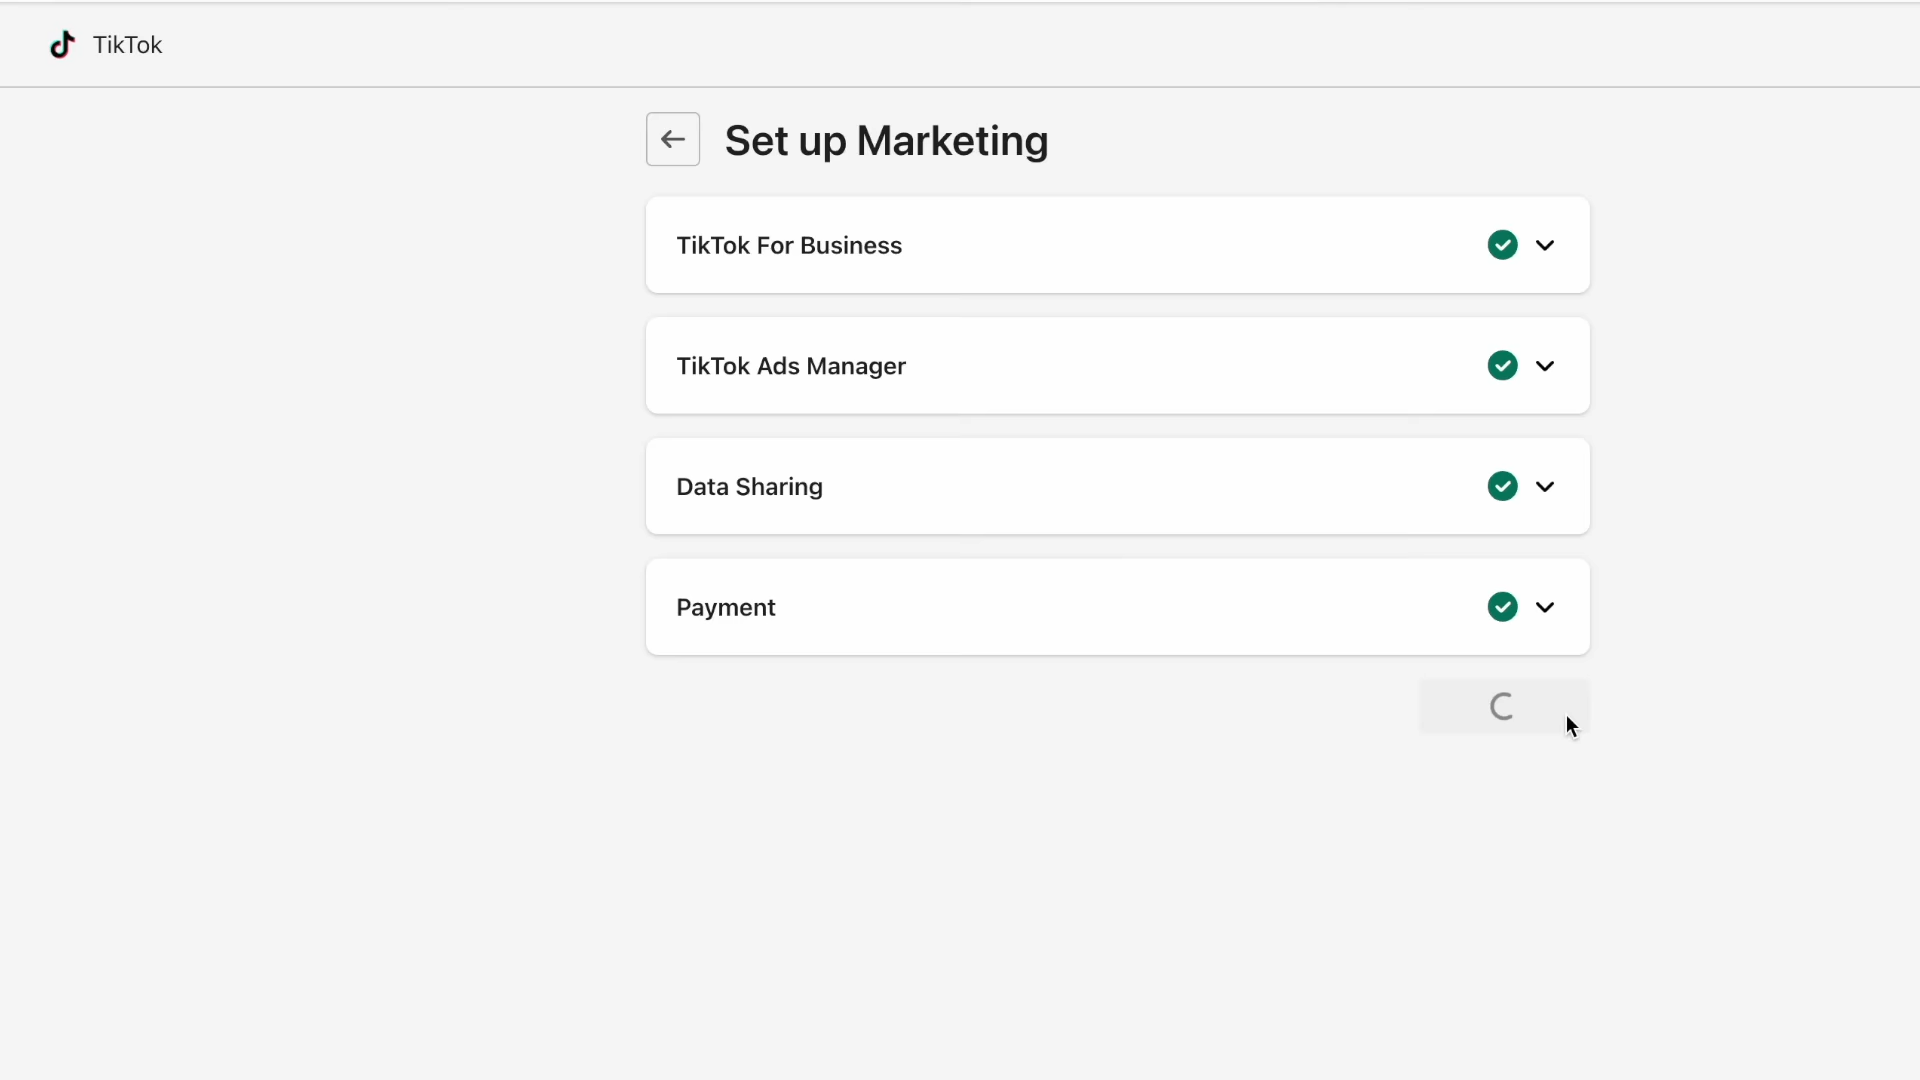 TikTok
Set up Marketing
TikTok For Business
TikTok Ads Manager
Data Sharing
Payment